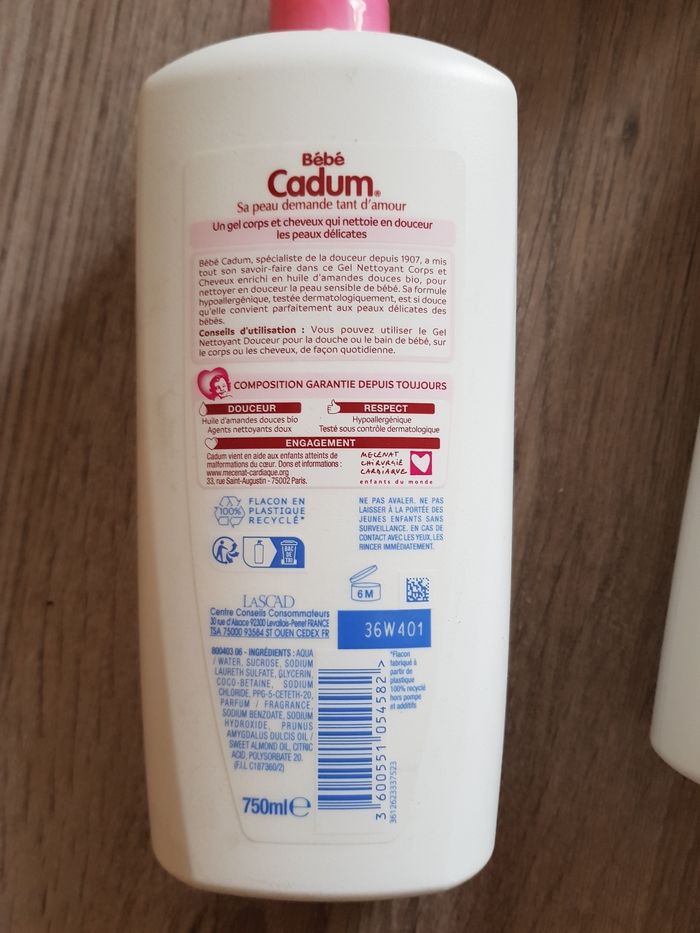 Bébé
Cadum®
Sa peau demande tant d'amour
Un gel corps et cheveux qui nettoie en douceur
les peaux délicates
Bébé Cadum, spécialiste de la douceur depuis 1907, a mis
tout son savoir-faire dans ce Gel Nettoyant Corps et
Cheveux enrichi en huile d'amandes douces bio, pour
nettoyer en douceur la peau sensible de bébé. Sa formule
hypoallergénique, testée dermatologiquement, est si douce
qu'elle convient parfaitement aux peaux délicates des
bébés.
Conseils d'utilisation : Vous pouvez utiliser le Gel
Nettoyant Douceur pour la douche ou le bain de bébé, sur
le corps ou les cheveux, de façon quotidienne.
COMPOSITION GARANTIE DEPUIS TOUJOURS
DOUCEUR
Huile d'amandes douces bio
Agents nettoyants doux
RESPECT
Hypoallergénique
Testé sous contrôle dermatologique
ENGAGEMENT
Cadum vient en aide aux enfants atteints de
malformations du cœur. Dons et informations :
www.mecenat-cardiaque.org
33, rue Saint-Augustin - 75002 Paris.
MECENAT
CHIRURGIE
CARDIAQUE
enfants du monde
100%
FLACON EN
PLASTIQUE
RECYCLÉ*
BAC
DE
TRI
NE PAS AVALER. NE PAS
LAISSER À LA PORTÉE DES
JEUNES ENFANTS SANS
SURVEILLANCE. EN CAS DE
CONTACT AVEC LES YEUX, LES
RINCER IMMÉDIATEMENT.
6 M
LASCAD
Centre Conseils Consommateurs
30 rue d'Alsace 92300 Levallois-Perret FRANCE
TSA 75000 93584 ST OUEN CEDEX FR
36W401
800403 06 - INGRÉDIENTS : AQUA
/ WATER, SUCROSE, SODIUM
LAURETH SULFATE, GLYCERIN,
COCO-BETAINE, SODIUM
CHLORIDE, PPG-5-CETETH-20,
PARFUM / FRAGRANCE,
SODIUM BENZOATE, SODIUM
HYDROXIDE, PRUNUS
AMYGDALUS DULCIS OIL /
SWEET ALMOND OIL, CITRIC
ACID, POLYSORBATE 20.
(F.I.L C187360/2)
*Flacon
fabriqué à
partir de
plastique
100% recyclé
hors pompe
et additifs
3 600551 054582 >
3612623337523
750ml e